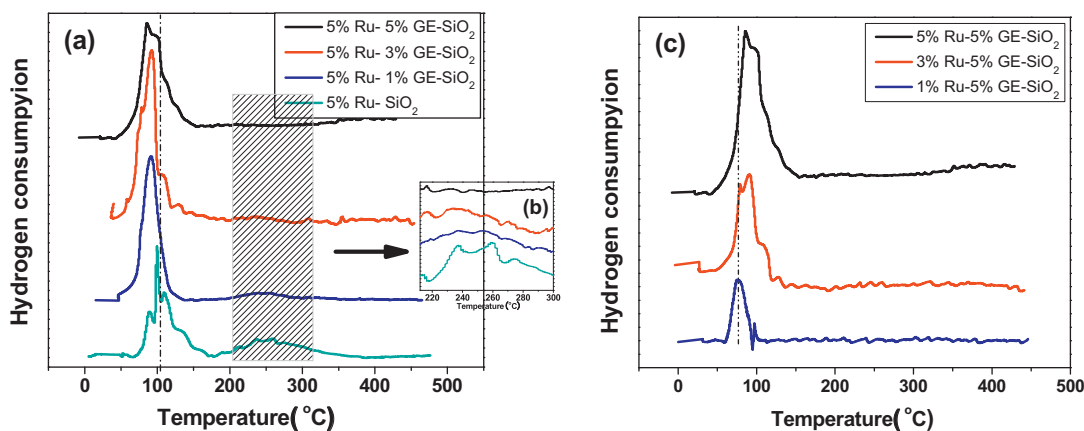 (a)
5% Ru- 5% GE-SiO₂
5% Ru- 3% GE-SiO₂
5% Ru- 1% GE-SiO₂
5% Ru- SiO₂
Hydrogen consumpyion
(b)
220 240 260 280 300
Temperature(°C)
0 100 200 300 400 500
Temperature(°C)
(c)
5% Ru-5% GE-SiO₂
3% Ru-5% GE-SiO₂
1% Ru-5% GE-SiO₂
Hydrogen consumpyion
0 100 200 300 400 500
Temperature(°C)